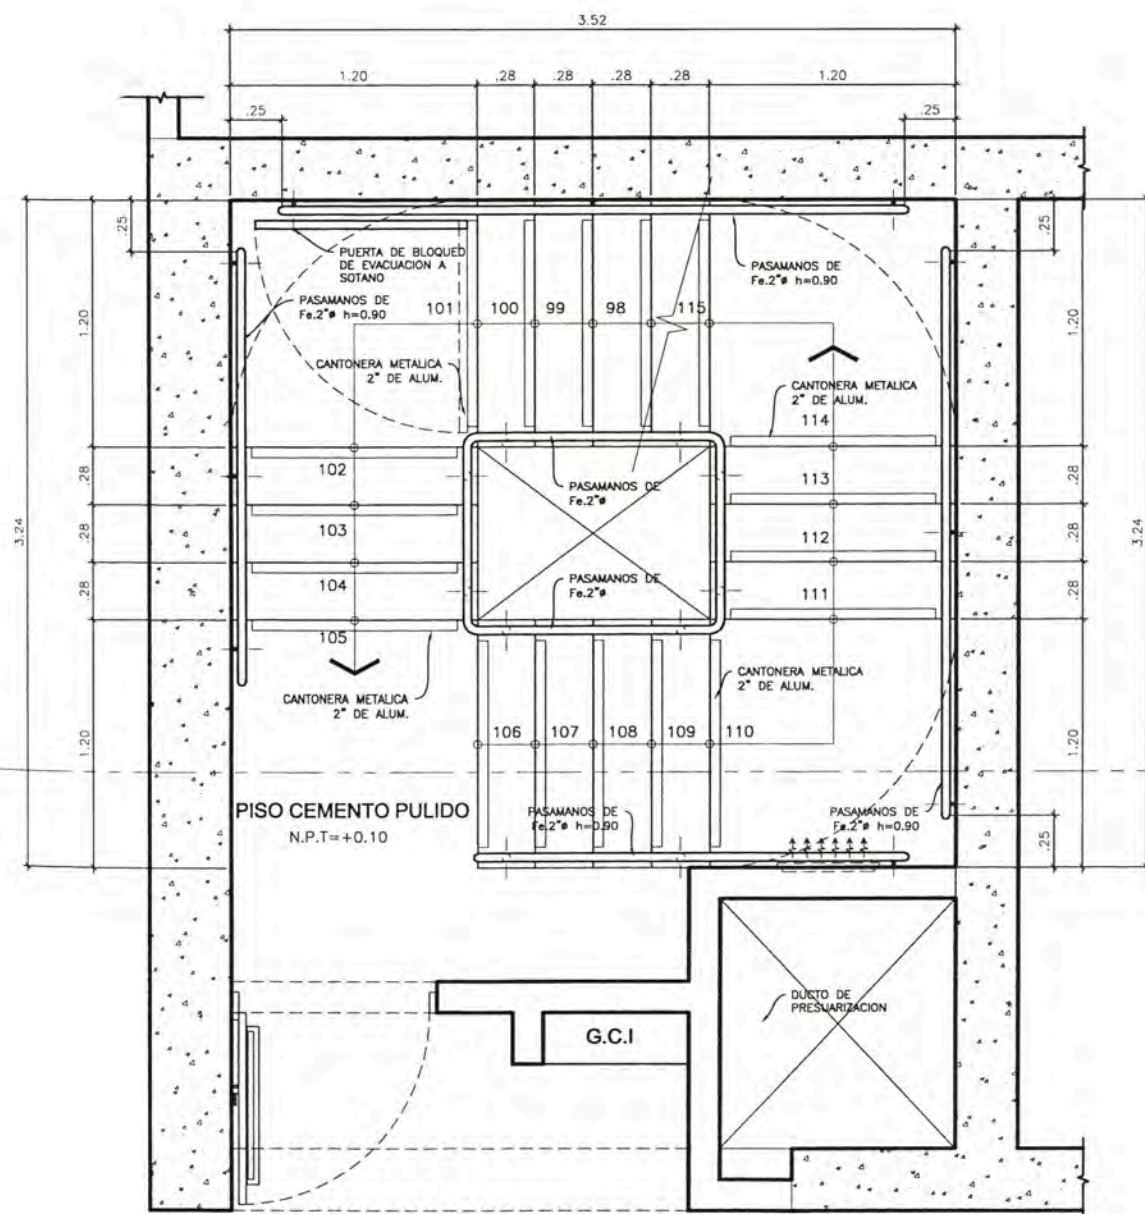 3.52
1.20 .28 .28 .28 .28 1.20
.25 .25
.25 .25
PUERTA DE BLOQUEO
DE EVACUACION A
SOTANO
PASAMANOS DE
Fe.2"ø h=0.90
PASAMANOS DE
Fe.2"ø h=0.90
101 100 99 98 115
1.20 1.20
CANTONERA METALICA
2" DE ALUM.
CANTONERA METALICA
2" DE ALUM.
114
102 113
.28 .28
PASAMANOS DE
Fe.2"ø
103 112
3.24 .28 .28 3.24
104 111
.28 .28
PASAMANOS DE
Fe.2"ø
105
CANTONERA METALICA
2" DE ALUM.
CANTONERA METALICA
2" DE ALUM.
1.20 106 107 108 109 110 1.20
PISO CEMENTO PULIDO
N.P.T=+0.10
PASAMANOS DE
Fe.2"ø h=0.90
PASAMANOS DE
Fe.2"ø h=0.90
.25
DUCTO DE
PRESUARIZACION
G.C.I